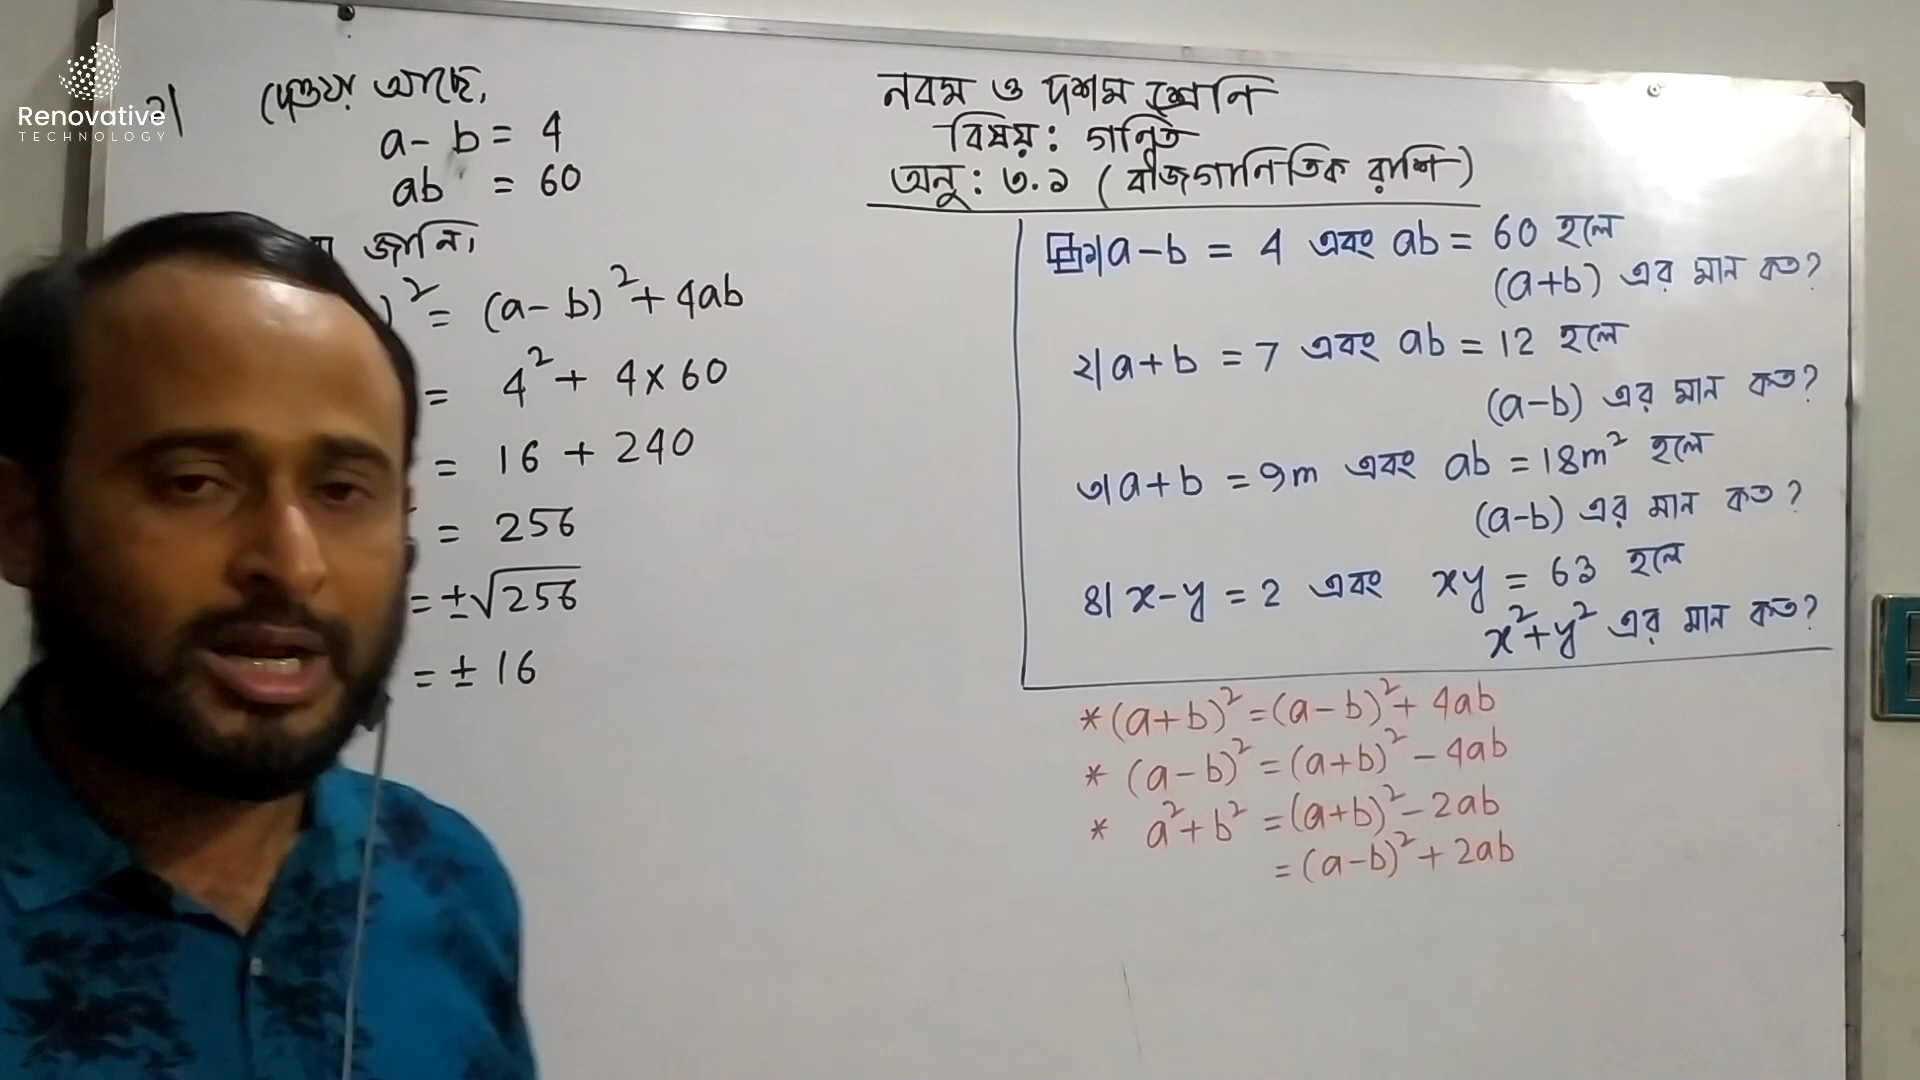 Renovative
TECHNOLOGY
১| দেওয়া আছে,
a - b = 4
ab = 60
জানি,
)² = (a - b)² + 4ab
= 4² + 4 x 60
= 16 + 240
= 256
= ±√256
= ± 16
নবম ও দশম শ্রেণি
বিষয়: গণিত
অনু: ৩.১ (বীজগাণিতিক রাশি)
১| a - b = 4 এবং ab = 60 হলে
(a+b) এর মান কত?
২| a + b = 7 এবং ab = 12 হলে
(a-b) এর মান কত?
৩| a + b = 9m এবং ab = 18m² হলে
(a-b) এর মান কত?
৪| x - y = 2 এবং xy = 63 হলে
x² + y² এর মান কত?
* (a+b)² = (a-b)² + 4ab
* (a-b)² = (a+b)² - 4ab
* a² + b² = (a+b)² - 2ab
= (a-b)² + 2ab